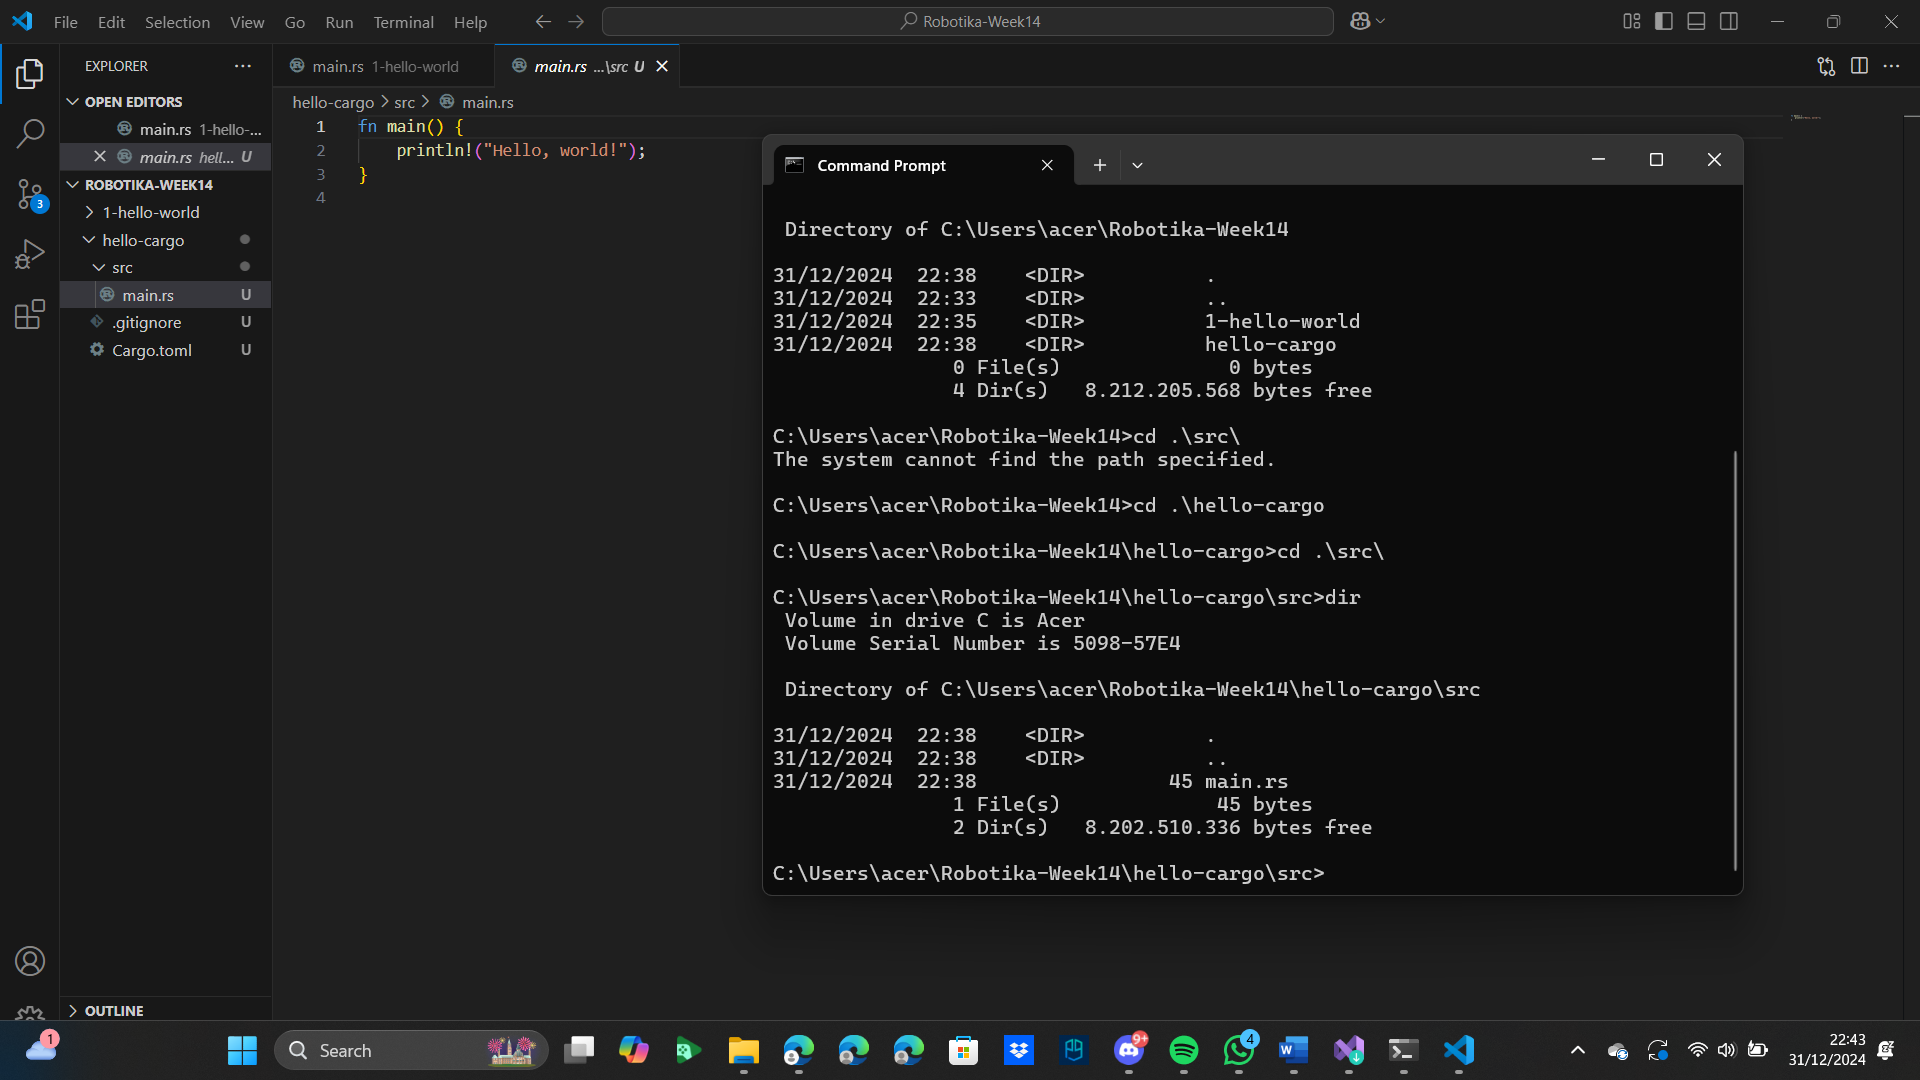 File Edit Selection View Go Run Terminal Help
Robotika-Week14
EXPLORER
main.rs 1-hello-world
main.rs ...\src U
OPEN EDITORS
main.rs 1-hello-...
main.rs hell... U
ROBOTIKA-WEEK14
1-hello-world
hello-cargo
src
main.rs U
.gitignore U
Cargo.toml U
OUTLINE
3
hello-cargo > src > main.rs
1 fn main() {
2 println!("Hello, world!");
3 }
4
Command Prompt
Directory of C:\Users\acer\Robotika-Week14
31/12/2024 22:38 <DIR> .
31/12/2024 22:33 <DIR> ..
31/12/2024 22:35 <DIR> 1-hello-world
31/12/2024 22:38 <DIR> hello-cargo
0 File(s) 0 bytes
4 Dir(s) 8.212.205.568 bytes free
C:\Users\acer\Robotika-Week14>cd .\src\
The system cannot find the path specified.
C:\Users\acer\Robotika-Week14>cd .\hello-cargo
C:\Users\acer\Robotika-Week14\hello-cargo>cd .\src\
C:\Users\acer\Robotika-Week14\hello-cargo\src>dir
Volume in drive C is Acer
Volume Serial Number is 5098-57E4
Directory of C:\Users\acer\Robotika-Week14\hello-cargo\src
31/12/2024 22:38 <DIR> .
31/12/2024 22:38 <DIR> ..
31/12/2024 22:38 45 main.rs
1 File(s) 45 bytes
2 Dir(s) 8.202.510.336 bytes free
C:\Users\acer\Robotika-Week14\hello-cargo\src>
1
Search
9+
4
22:43
31/12/2024